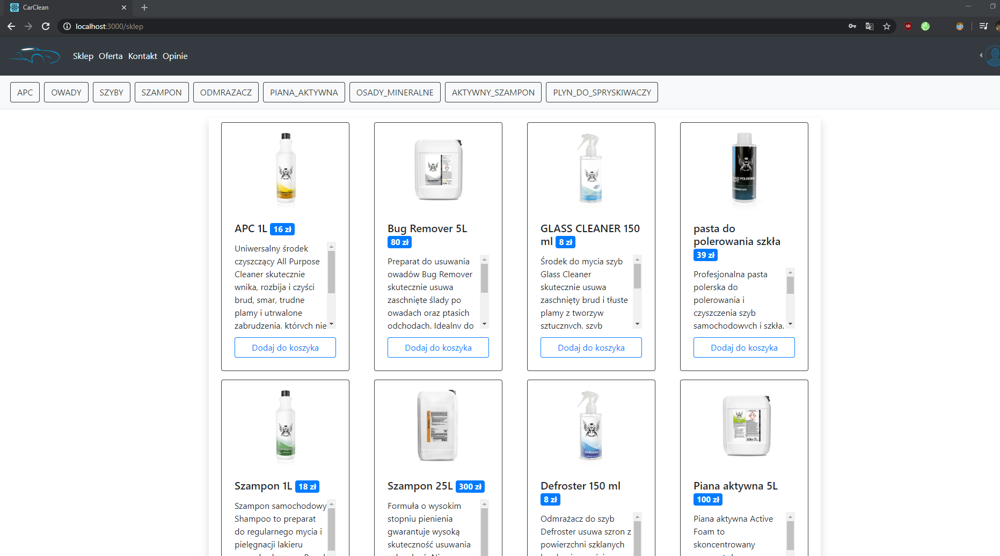 CarClean
localhost:3000/sklep
Sklep Oferta Kontakt Opinie
APC OWADY SZYBY SZAMPON ODMRAZACZ PIANA_AKTYWNA OSADY_MINERALNE AKTYWNY_SZAMPON PLYN_DO_SPRYSKIWACZY
APC 1L 16 zł
Uniwersalny środek
czyszczący All Purpose
Cleaner skutecznie
wnika, rozbija i czyści
brud, smar, trudne
plamy i utrwalone
zabrudzenia, których nie
Dodaj do koszyka
Bug Remover
Bug Remover 5L
80 zł
Preparat do usuwania
owadów Bug Remover
skutecznie usuwa
zaschnięte ślady po
owadach oraz ptasich
odchodach. Idealny do
Dodaj do koszyka
GLASS CLEANER 150
ml 8 zł
Środek do mycia szyb
Glass Cleaner
skutecznie usuwa
zaschnięty brud i tłuste
plamy z tworzyw
sztucznych, szyb
Dodaj do koszyka
GLASS POLISHING
pasta do
polerowania szkła
39 zł
Profesjonalna pasta
polerska do
polerowania i
czyszczenia szyb
samochodowych i szkła.
Dodaj do koszyka
Shampoo
Szampon 1L 18 zł
Szampon samochodowy
Shampoo to preparat
do regularnego mycia i
pielęgnacji lakieru
Szampon 25L 300 zł
Formuła o wysokim
stopniu pienienia
gwarantuje wysoką
skuteczność usuwania
Defroster
Defroster 150 ml
8 zł
Odmrażacz do szyb
Defroster usuwa szron z
powierzchni szklanych
Piana aktywna 5L
100 zł
Piana aktywna Active
Foam to
skoncentrowany